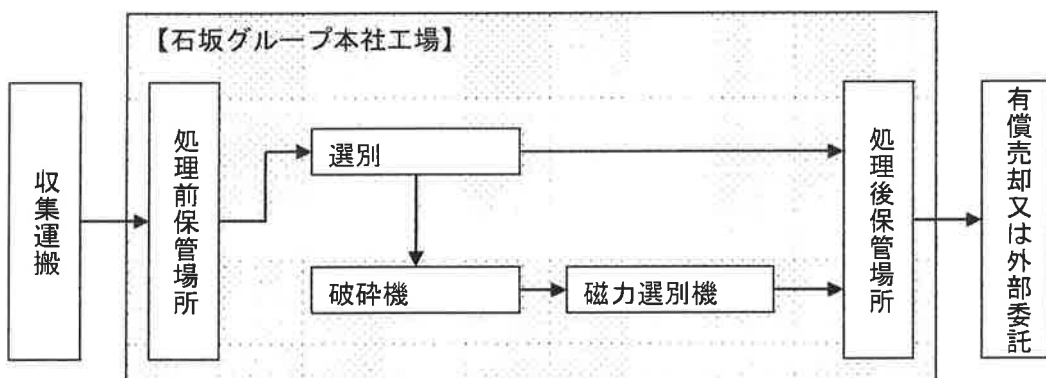 【石坂グループ本社工場】
収集運搬
処理前保管場所
選別
破砕機
磁力選別機
処理後保管場所
有償売却又は外部委託